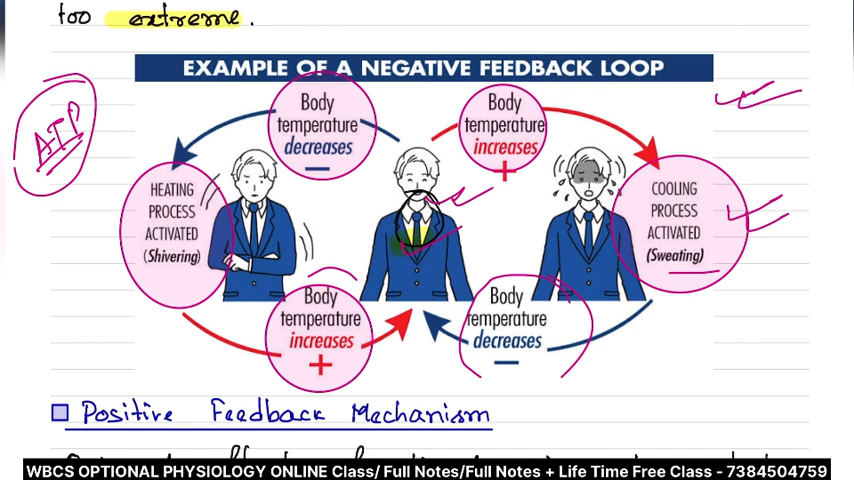 too extreme.
EXAMPLE OF A NEGATIVE FEEDBACK LOOP
ATP
Body
temperature
decreases
−
Body
temperature
increases
+
HEATING
PROCESS
ACTIVATED
(Shivering)
COOLING
PROCESS
ACTIVATED
(Sweating)
Body
temperature
increases
+
Body
temperature
decreases
−
Positive Feedback Mechanism
WBCS OPTIONAL PHYSIOLOGY ONLINE Class/ Full Notes/Full Notes + Life Time Free Class - 7384504759